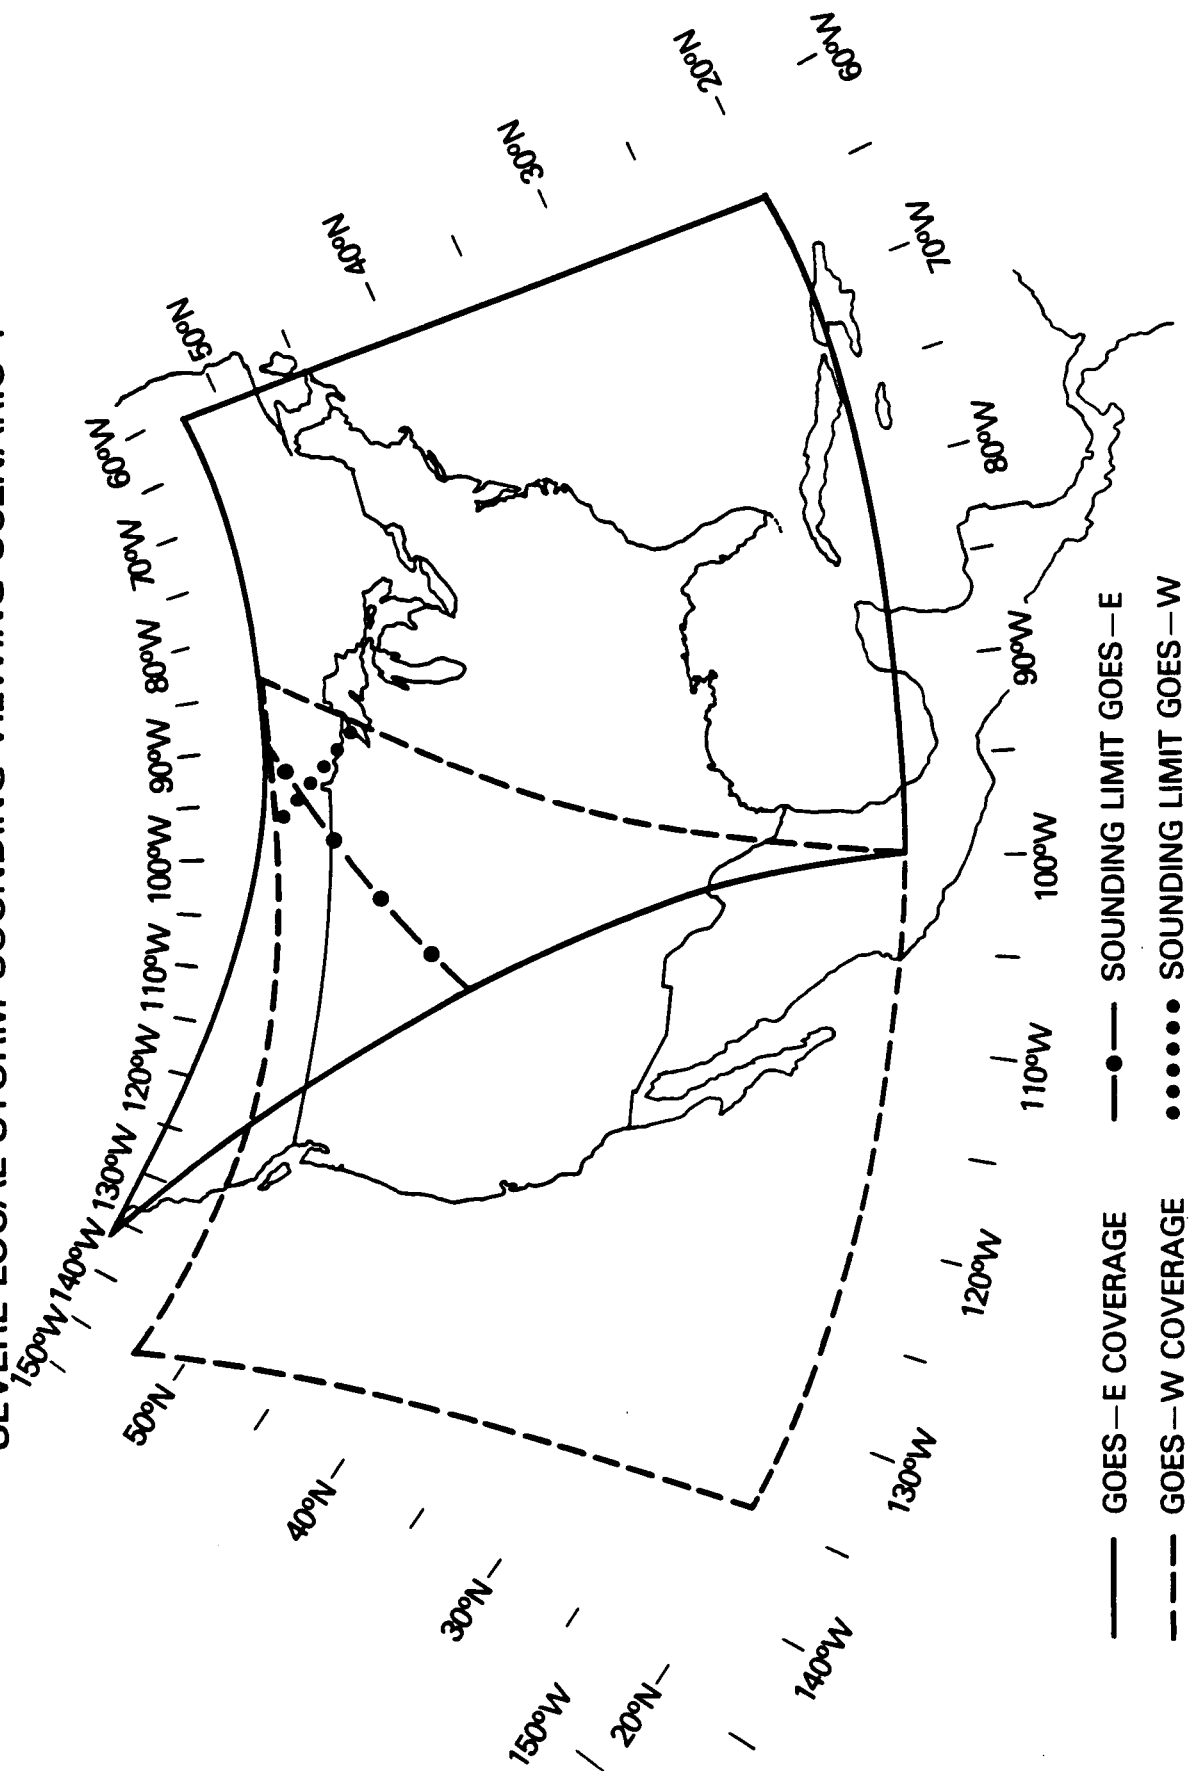 SEVERE LOCAL STORM SOUNDING VIEWING SCENARIO
150°W
140°W
130°W
120°W
110°W
100°W
90°W
80°W
70°W
60°W
50°N
40°N
30°N
20°N
60°W
50°N
40°N
30°N
20°N
150°W
140°W
130°W
120°W
110°W
100°W
90°W
80°W
70°W
GOES–E COVERAGE
SOUNDING LIMIT GOES–E
GOES–W COVERAGE
SOUNDING LIMIT GOES–W